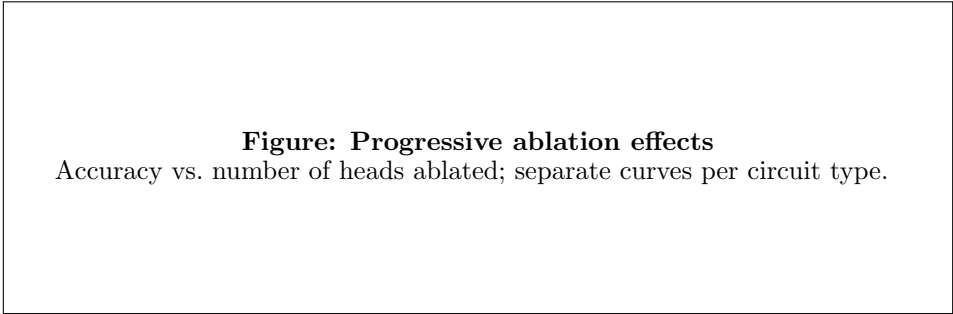 Figure: Progressive ablation effects
Accuracy vs. number of heads ablated; separate curves per circuit type.